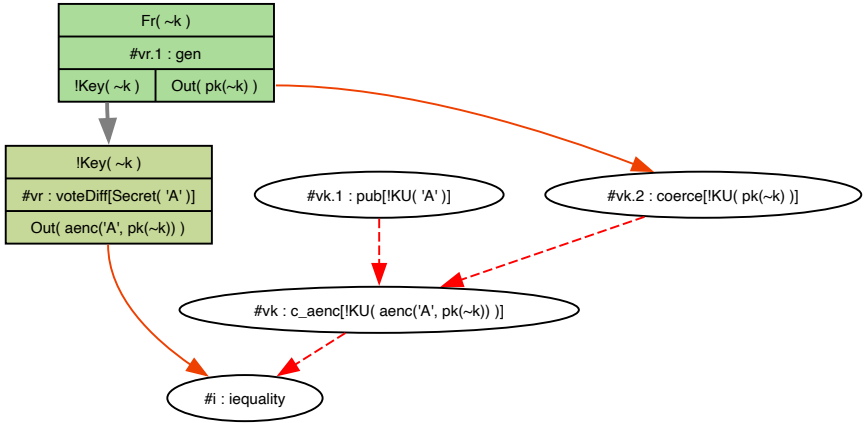 Fr( ~k )
#vr.1 : gen
!Key( ~k ) Out( pk(~k) )
!Key( ~k )
#vr : voteDiff[Secret( 'A' )]
Out( aenc('A', pk(~k)) )
#vk.1 : pub[!KU( 'A' )]
#vk.2 : coerce[!KU( pk(~k) )]
#vk : c_aenc[!KU( aenc('A', pk(~k)) )]
#i : iequality